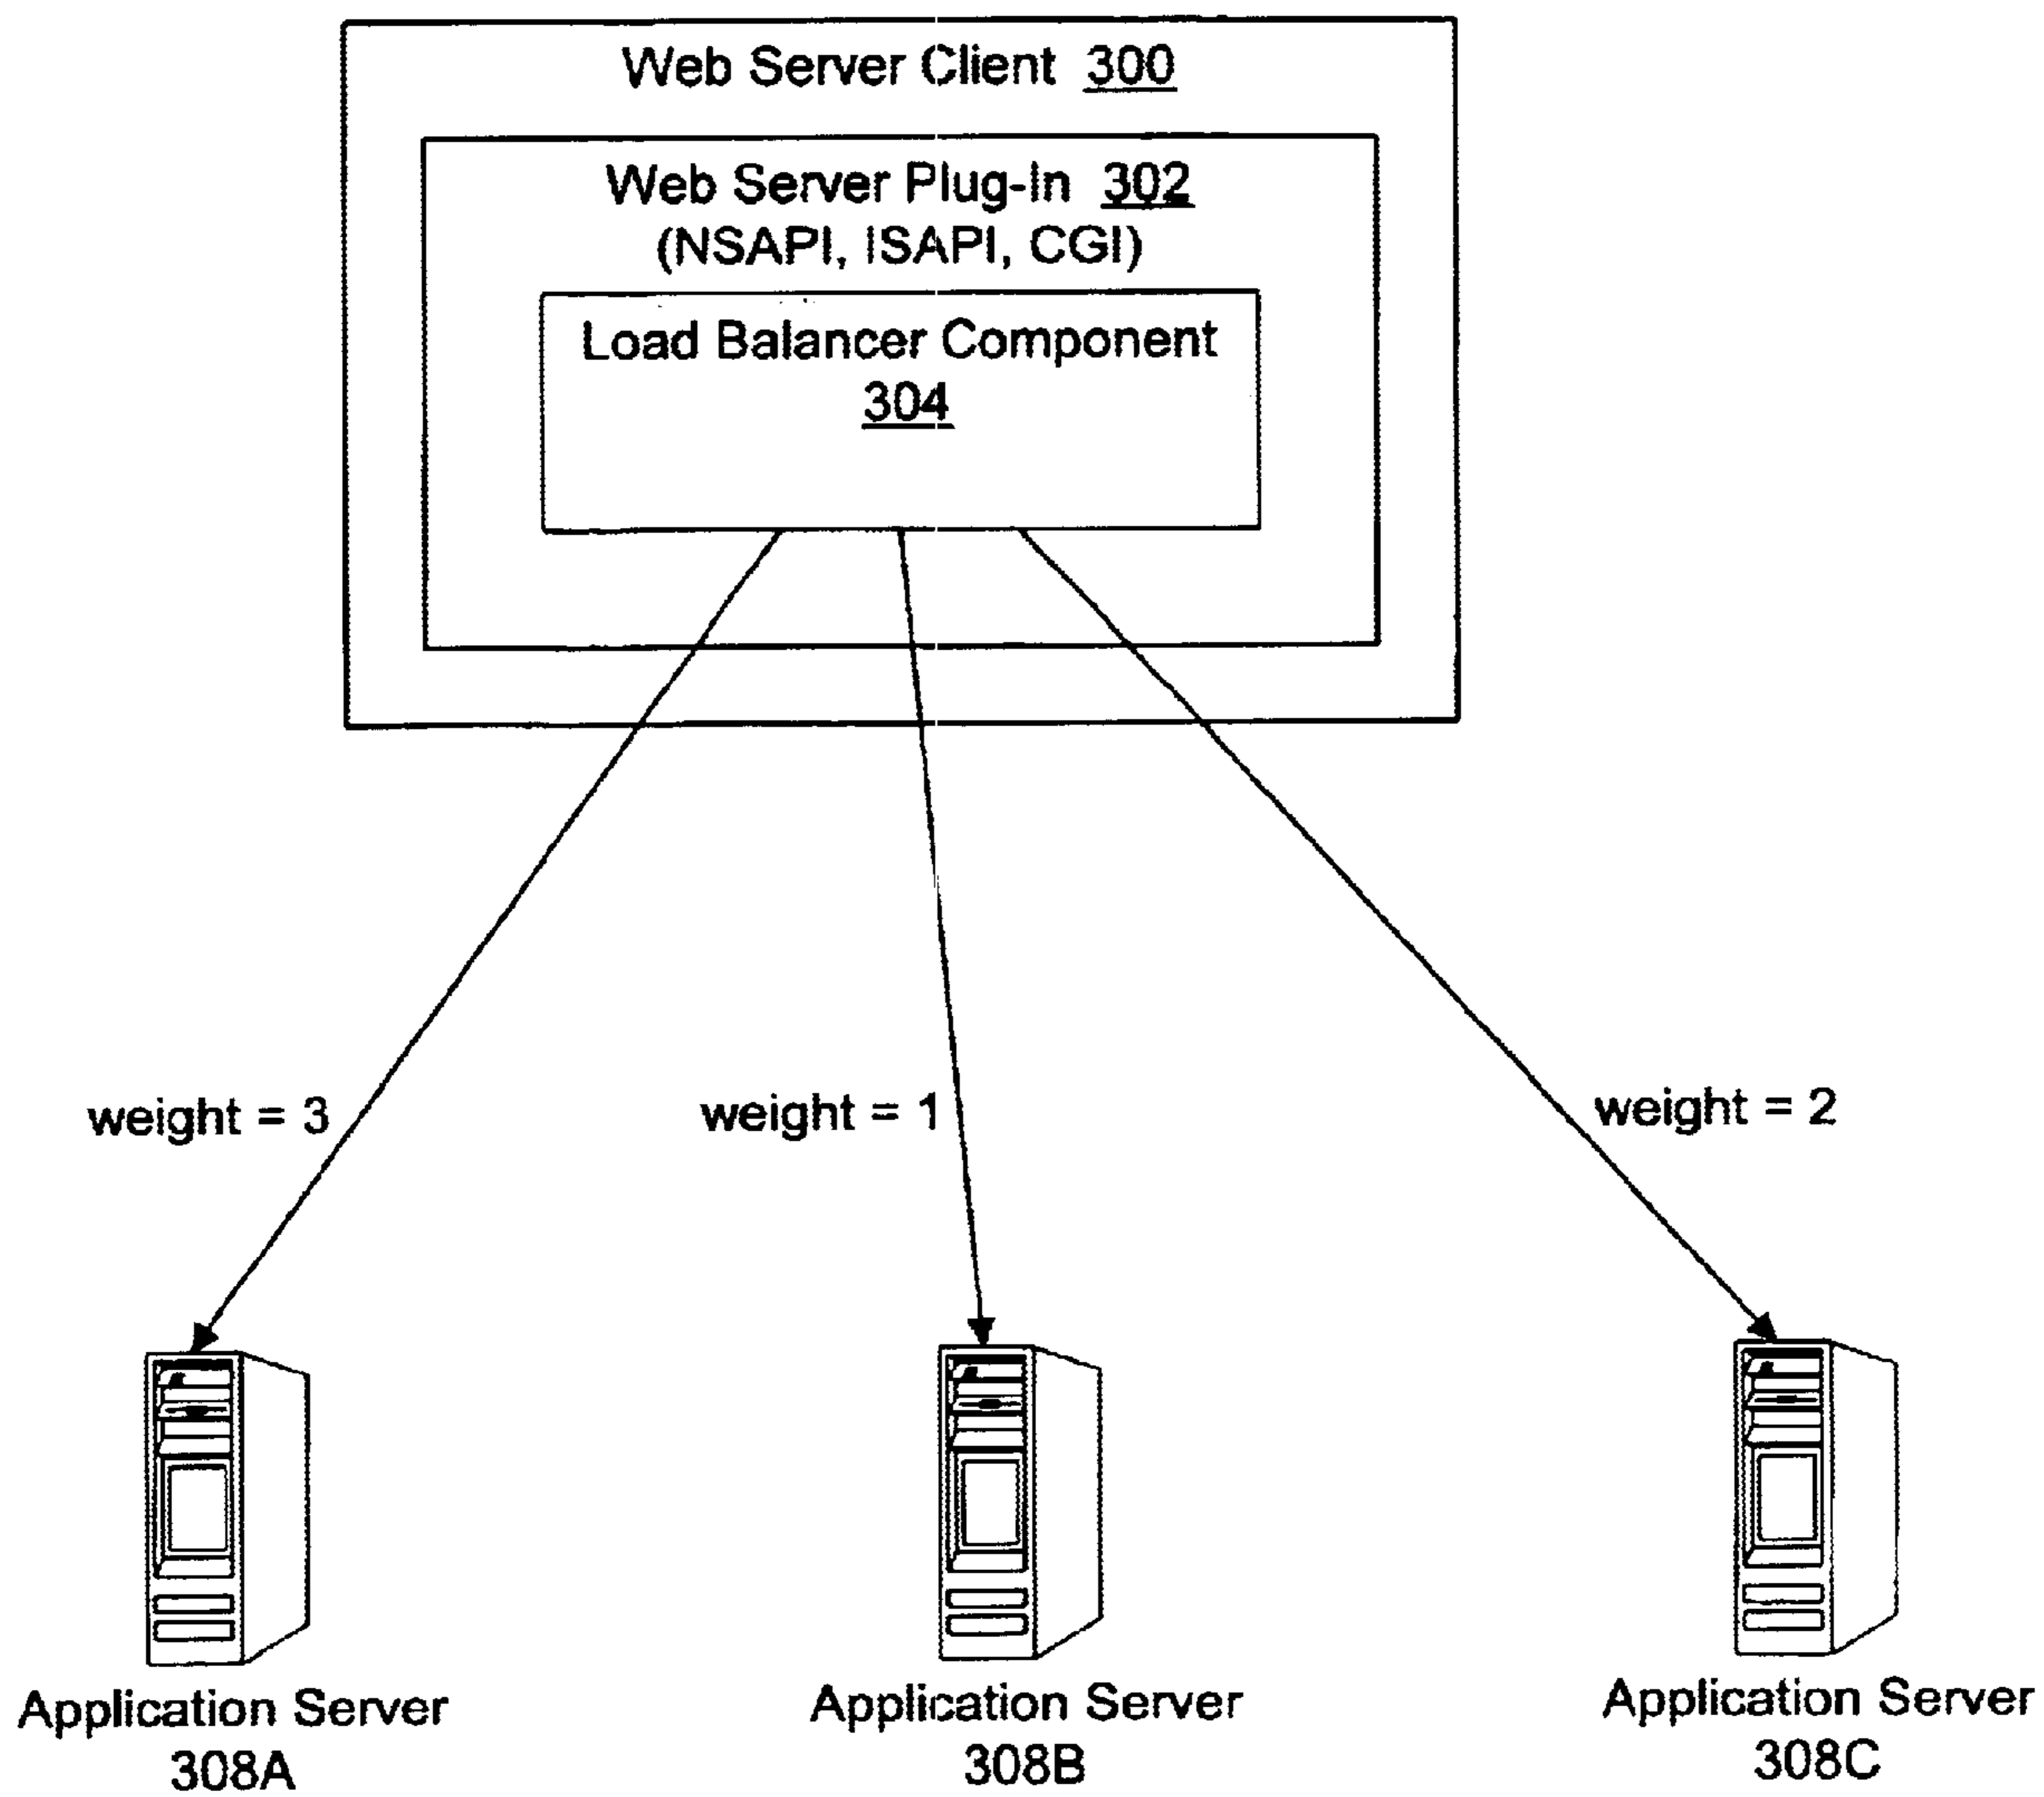 Web Server Client 300
Web Server Plug-In 302
(NSAPI, ISAPI, CGI)
Load Balancer Component
304
weight = 3
weight = 1
weight = 2
Application Server
308A
Application Server
308B
Application Server
308C